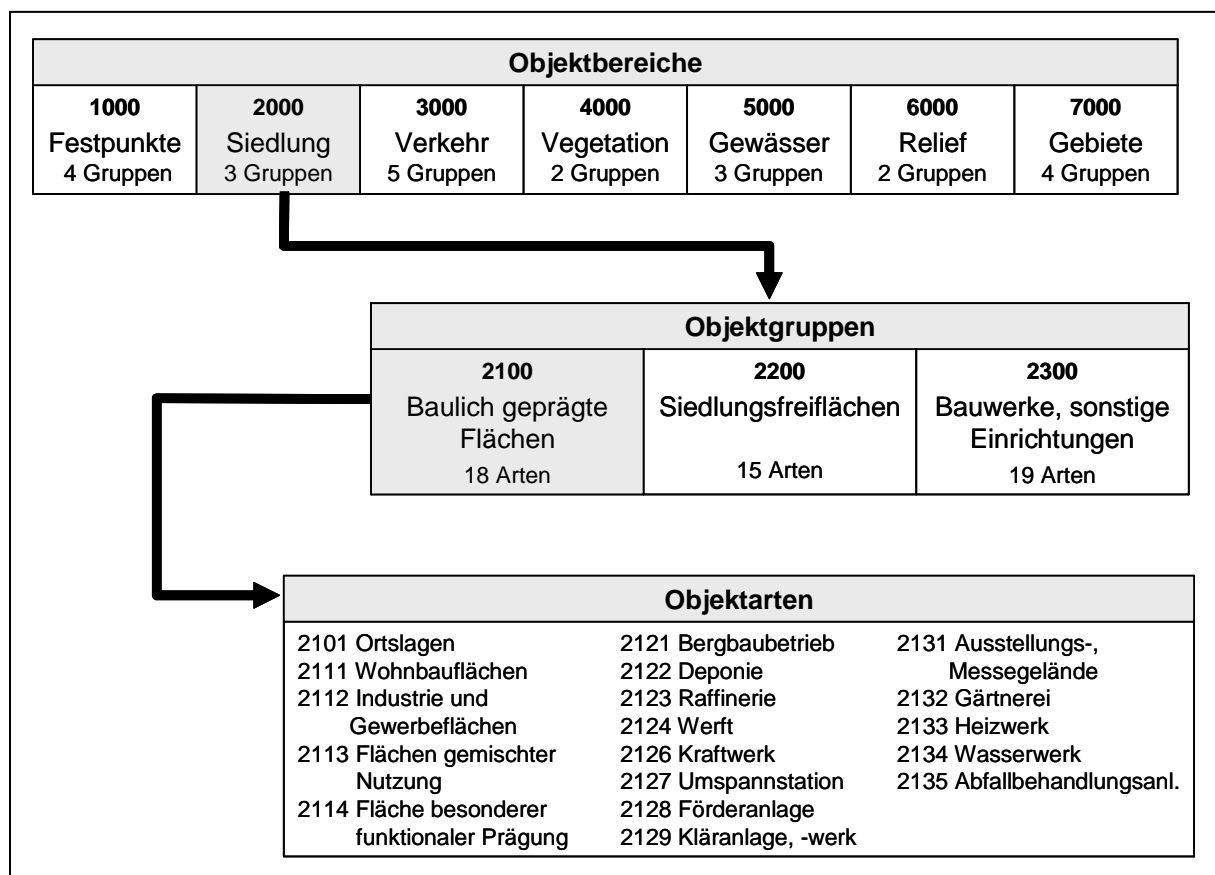 Objektbereiche
1000
Festpunkte
4 Gruppen
2000
Siedlung
3 Gruppen
3000
Verkehr
5 Gruppen
4000
Vegetation
2 Gruppen
5000
Gewässer
3 Gruppen
6000
Relief
2 Gruppen
7000
Gebiete
4 Gruppen
Objektgruppen
2100
Baulich geprägte
Flächen
18 Arten
2200
Siedlungsfreiflächen
15 Arten
2300
Bauwerke, sonstige
Einrichtungen
19 Arten
Objektarten
2101 Ortslagen
2111 Wohnbauflächen
2112 Industrie und
Gewerbeflächen
2113 Flächen gemischter
Nutzung
2114 Fläche besonderer
funktionaler Prägung
2121 Bergbaubetrieb
2122 Deponie
2123 Raffinerie
2124 Werft
2126 Kraftwerk
2127 Umspannstation
2128 Förderanlage
2129 Kläranlage, -werk
2131 Ausstellungs-,
Messegelände
2132 Gärtnerei
2133 Heizwerk
2134 Wasserwerk
2135 Abfallbehandlungsanl.